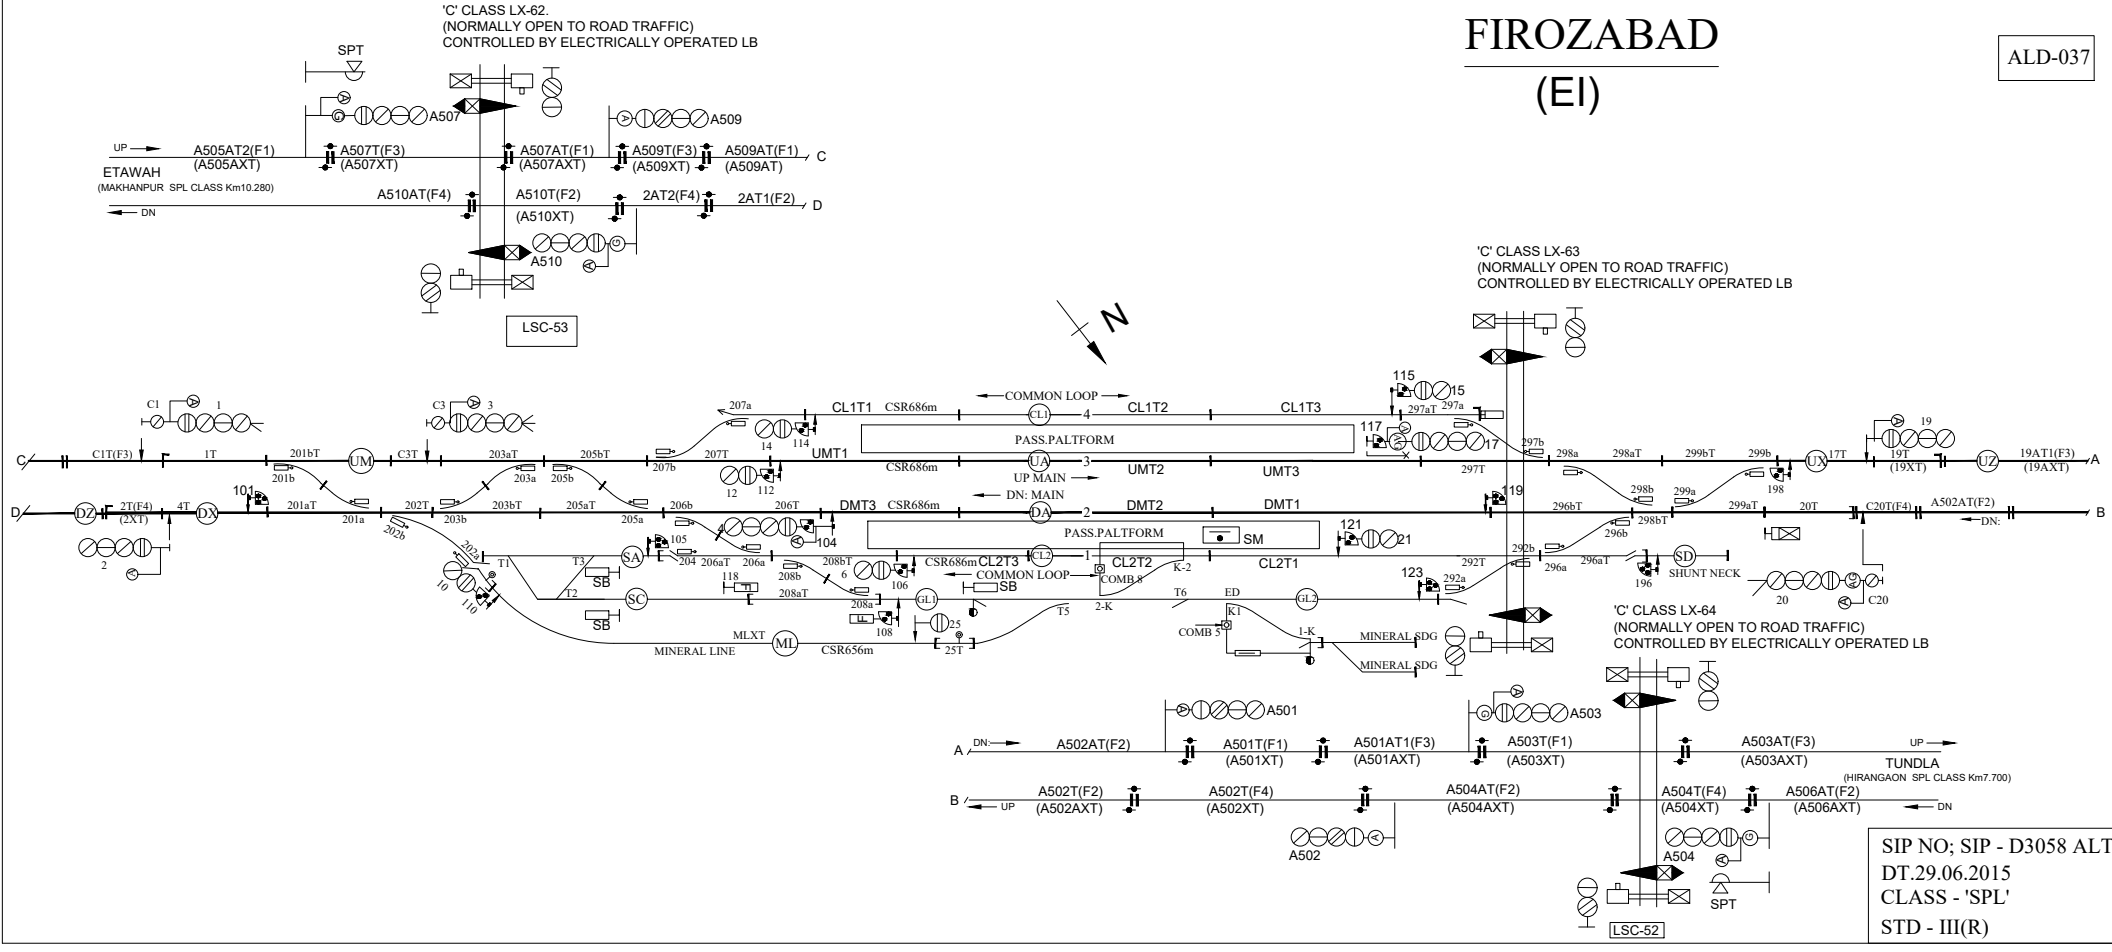 'C' CLASS LX-62.
(NORMALLY OPEN TO ROAD TRAFFIC)
CONTROLLED BY ELECTRICALLY OPERATED LB
FIROZABAD
(EI)
ALD-037
SPT
A
G
A507
A
A509
UP
A505AT2(F1)
(A505AXT)
A507T(F3)
(A507XT)
A507AT(F1)
(A507AXT)
A509T(F3)
(A509XT)
A509AT(F1)
(A509AT)
C
ETAWAH
(MAKHANPUR SPL CLASS Km10.280)
A510AT(F4)
A510T(F2)
(A510XT)
2AT2(F4)
2AT1(F2)
D
DN
A510
G
A
LSC-53
N
'C' CLASS LX-63
(NORMALLY OPEN TO ROAD TRAFFIC)
CONTROLLED BY ELECTRICALLY OPERATED LB
C1
A
1
C3
A
3
207a
CL1T1
CSR686m
COMMON LOOP
CL1
4
CL1T2
CL1T3
115
15
297aT
297a
14
114
PASS.PALTFORM
117
A
17
297b
A
19
C
C1T(F3)
1T
201bT
UM
C3T
203aT
205bT
207b
207T
UMT1
CSR686m
UA
3
UMT2
UMT3
297T
298a
298aT
299bT
299b
UX
17T
19T
(19XT)
UZ
19AT1(F3)
(19AXT)
A
201b
203a
205b
12
112
UP MAIN
198
D
DZ
2T(F4)
(2XT)
4T
DX
101
201aT
201a
202T
203b
203bT
205aT
205a
206b
206T
DMT3
CSR686m
DN: MAIN
DA
2
DMT2
DMT1
119
296bT
298b
298bT
299a
299aT
20T
C20T(F4)
A502AT(F2)
DN:
B
2
A
202b
202a
4
A
104
PASS.PALTFORM
SM
121
21
296b
T1
T3
SA
105
204
206aT
206a
208bT
CSR686m
CL2T3
CL2
1
CL2T2
K-2
CL2T1
292T
292b
296a
296aT
196
SD
SHUNT NECK
10
110
SB
118
F
208b
6
106
COMMON LOOP
SB
COMB 8
T2
SC
208aT
208a
GL1
2-K
T5
T6
ED
GL2
123
292a
SB
F
108
25
K1
COMB 5
1-K
MLXT
MINERAL LINE
ML
CSR656m
25T
MINERAL SDG
MINERAL SDG
20
AG
A
C20
'C' CLASS LX-64
(NORMALLY OPEN TO ROAD TRAFFIC)
CONTROLLED BY ELECTRICALLY OPERATED LB
A
A501
A
G
A503
A
DN:
A502AT(F2)
A501T(F1)
(A501XT)
A501AT1(F3)
(A501AXT)
A503T(F1)
(A503XT)
A503AT(F3)
(A503AXT)
UP
TUNDLA
(HIRANGAON SPL CLASS Km7.700)
B
UP
A502T(F2)
(A502AXT)
A502T(F4)
(A502XT)
A504AT(F2)
(A504AXT)
A504T(F4)
(A504XT)
A506AT(F2)
(A506AXT)
DN
A502
A
A504
G
A
SPT
LSC-52
SIP NO; SIP - D3058 ALT
DT.29.06.2015
CLASS - 'SPL'
STD - III(R)